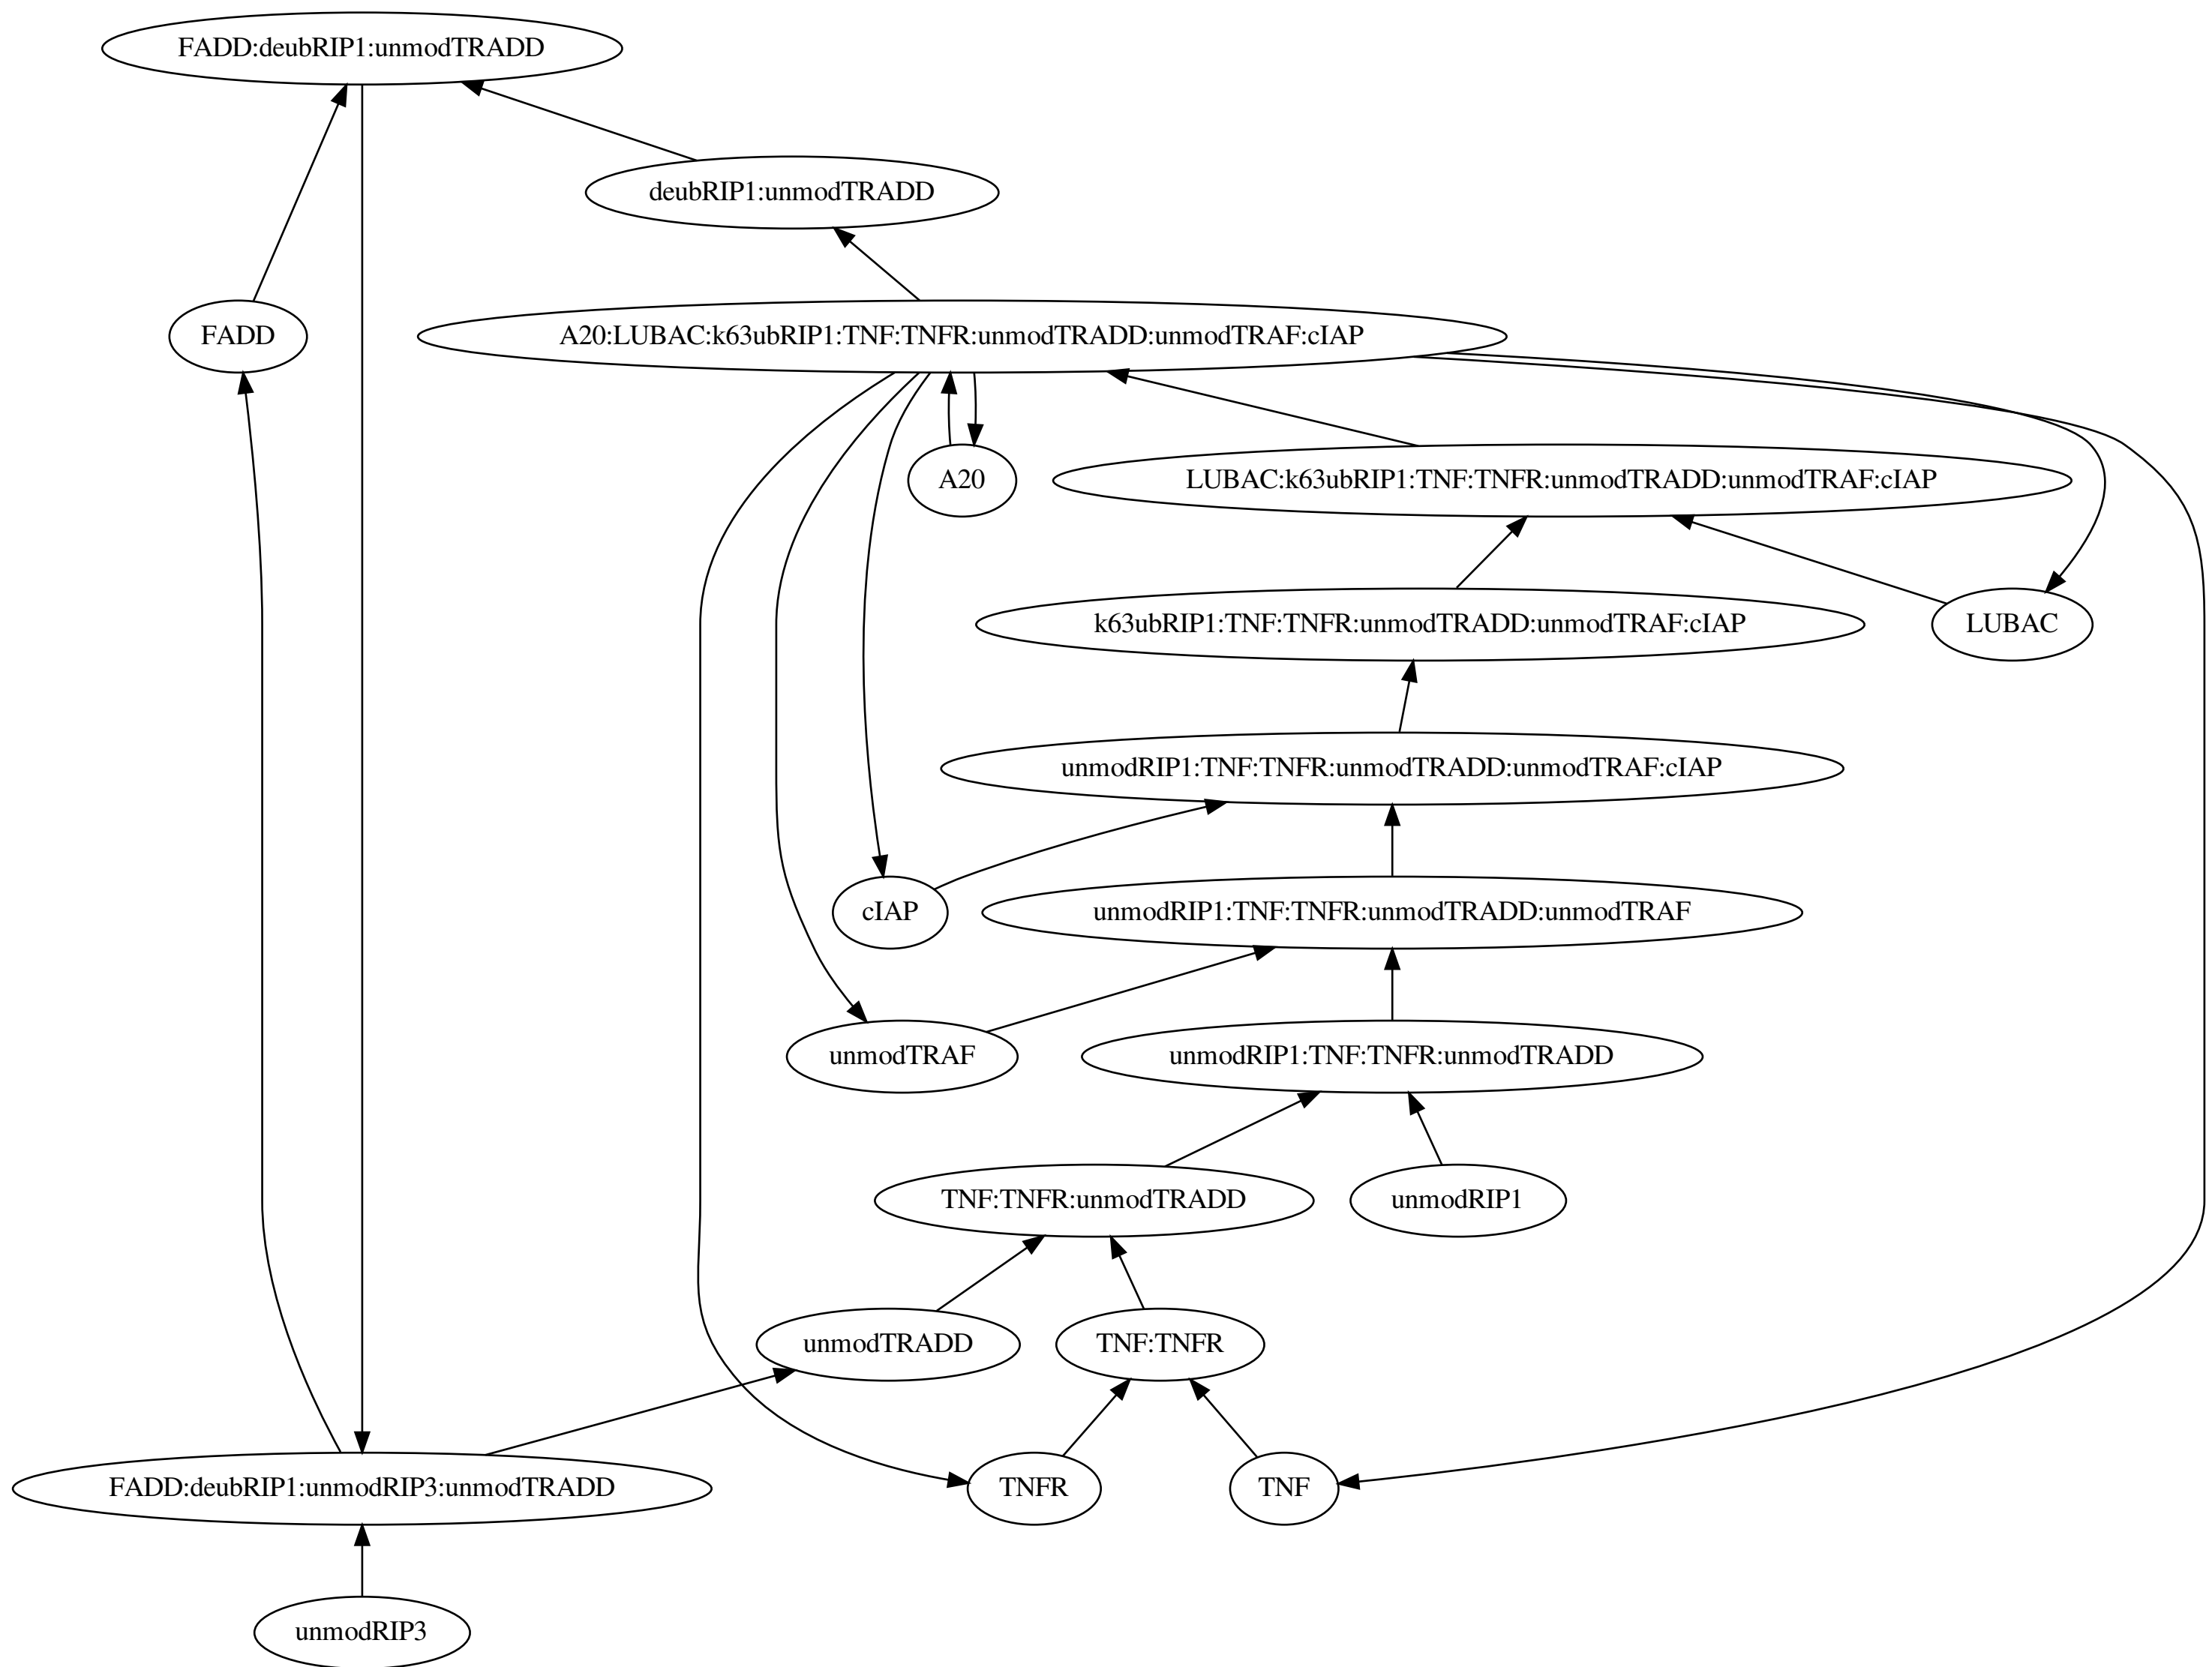 FADD:deubRIP1:unmodTRADD
deubRIP1:unmodTRADD
FADD
A20:LUBAC:k63ubRIP1:TNF:TNFR:unmodTRADD:unmodTRAF:cIAP
A20
LUBAC:k63ubRIP1:TNF:TNFR:unmodTRADD:unmodTRAF:cIAP
k63ubRIP1:TNF:TNFR:unmodTRADD:unmodTRAF:cIAP
LUBAC
unmodRIP1:TNF:TNFR:unmodTRADD:unmodTRAF:cIAP
cIAP
unmodRIP1:TNF:TNFR:unmodTRADD:unmodTRAF
unmodTRAF
unmodRIP1:TNF:TNFR:unmodTRADD
TNF:TNFR:unmodTRADD
unmodRIP1
unmodTRADD
TNF:TNFR
FADD:deubRIP1:unmodRIP3:unmodTRADD
TNFR
TNF
unmodRIP3